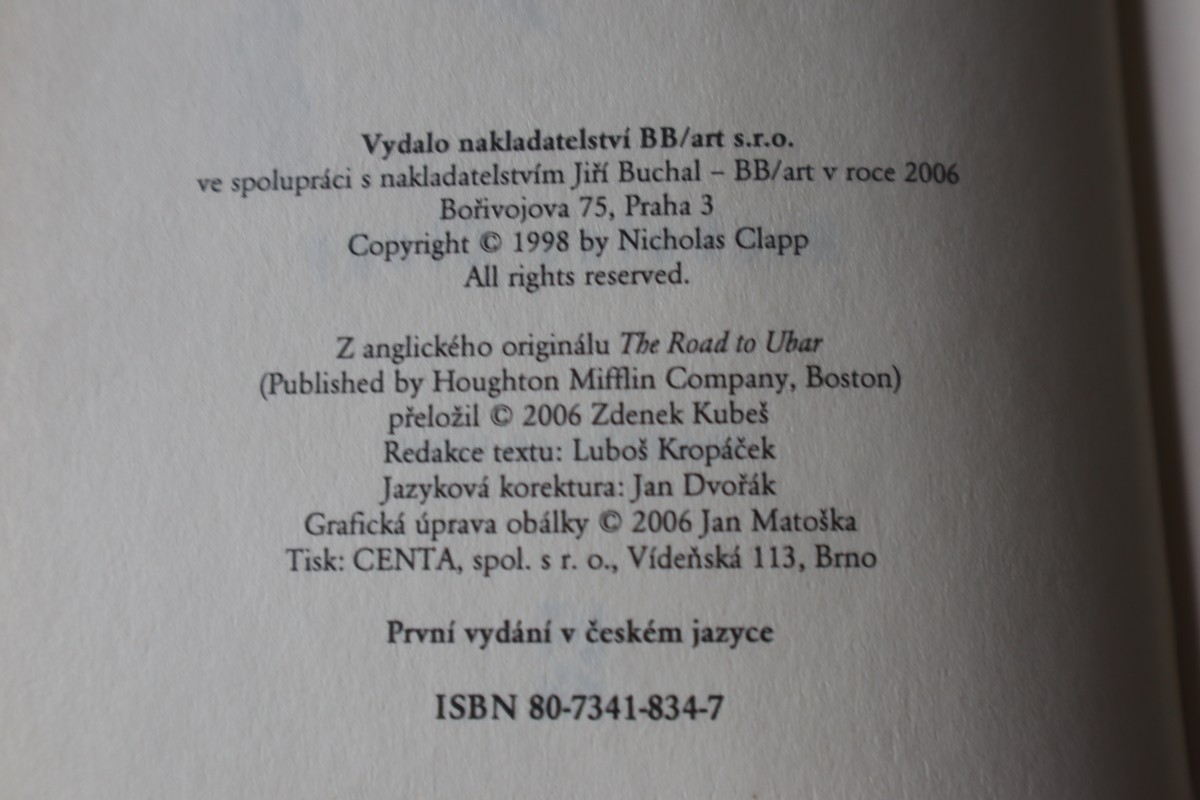 Vydalo nakladatelství BB/art s.r.o.
ve spolupráci s nakladatelstvím Jiří Buchal – BB/art v roce 2006
Bořivojova 75, Praha 3
Copyright © 1998 by Nicholas Clapp
All rights reserved.
Z anglického originálu The Road to Ubar
(Published by Houghton Mifflin Company, Boston)
přeložil © 2006 Zdenek Kubeš
Redakce textu: Luboš Kropáček
Jazyková korektura: Jan Dvořák
Grafická úprava obálky © 2006 Jan Matoška
Tisk: CENTA, spol. s r. o., Vídeňská 113, Brno
První vydání v českém jazyce
ISBN 80-7341-834-7